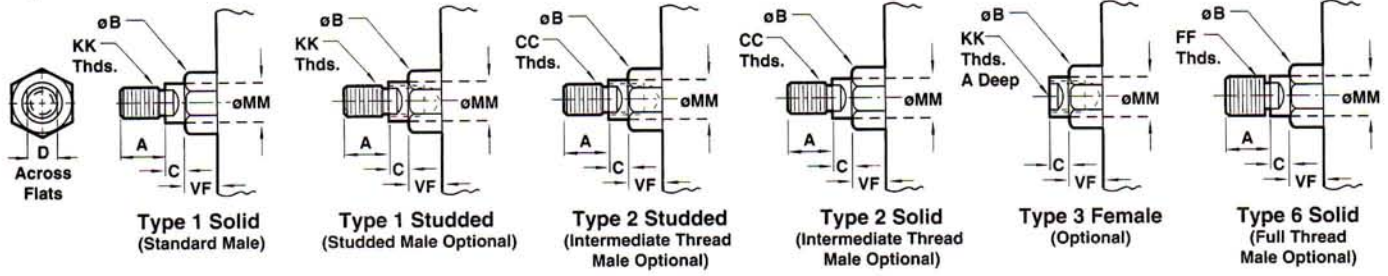 D
Across
Flats
øB
KK
Thds.
øMM
A
C
VF
Type 1 Solid
(Standard Male)
øB
KK
Thds.
øMM
A
C
VF
Type 1 Studded
(Studded Male Optional)
øB
CC
Thds.
øMM
A
C
VF
Type 2 Studded
(Intermediate Thread
Male Optional)
øB
CC
Thds.
øMM
A
C
VF
Type 2 Solid
(Intermediate Thread
Male Optional)
øB
KK
Thds.
A Deep
øMM
C
VF
Type 3 Female
(Optional)
øB
FF
Thds.
øMM
A
C
VF
Type 6 Solid
(Full Thread
Male Optional)